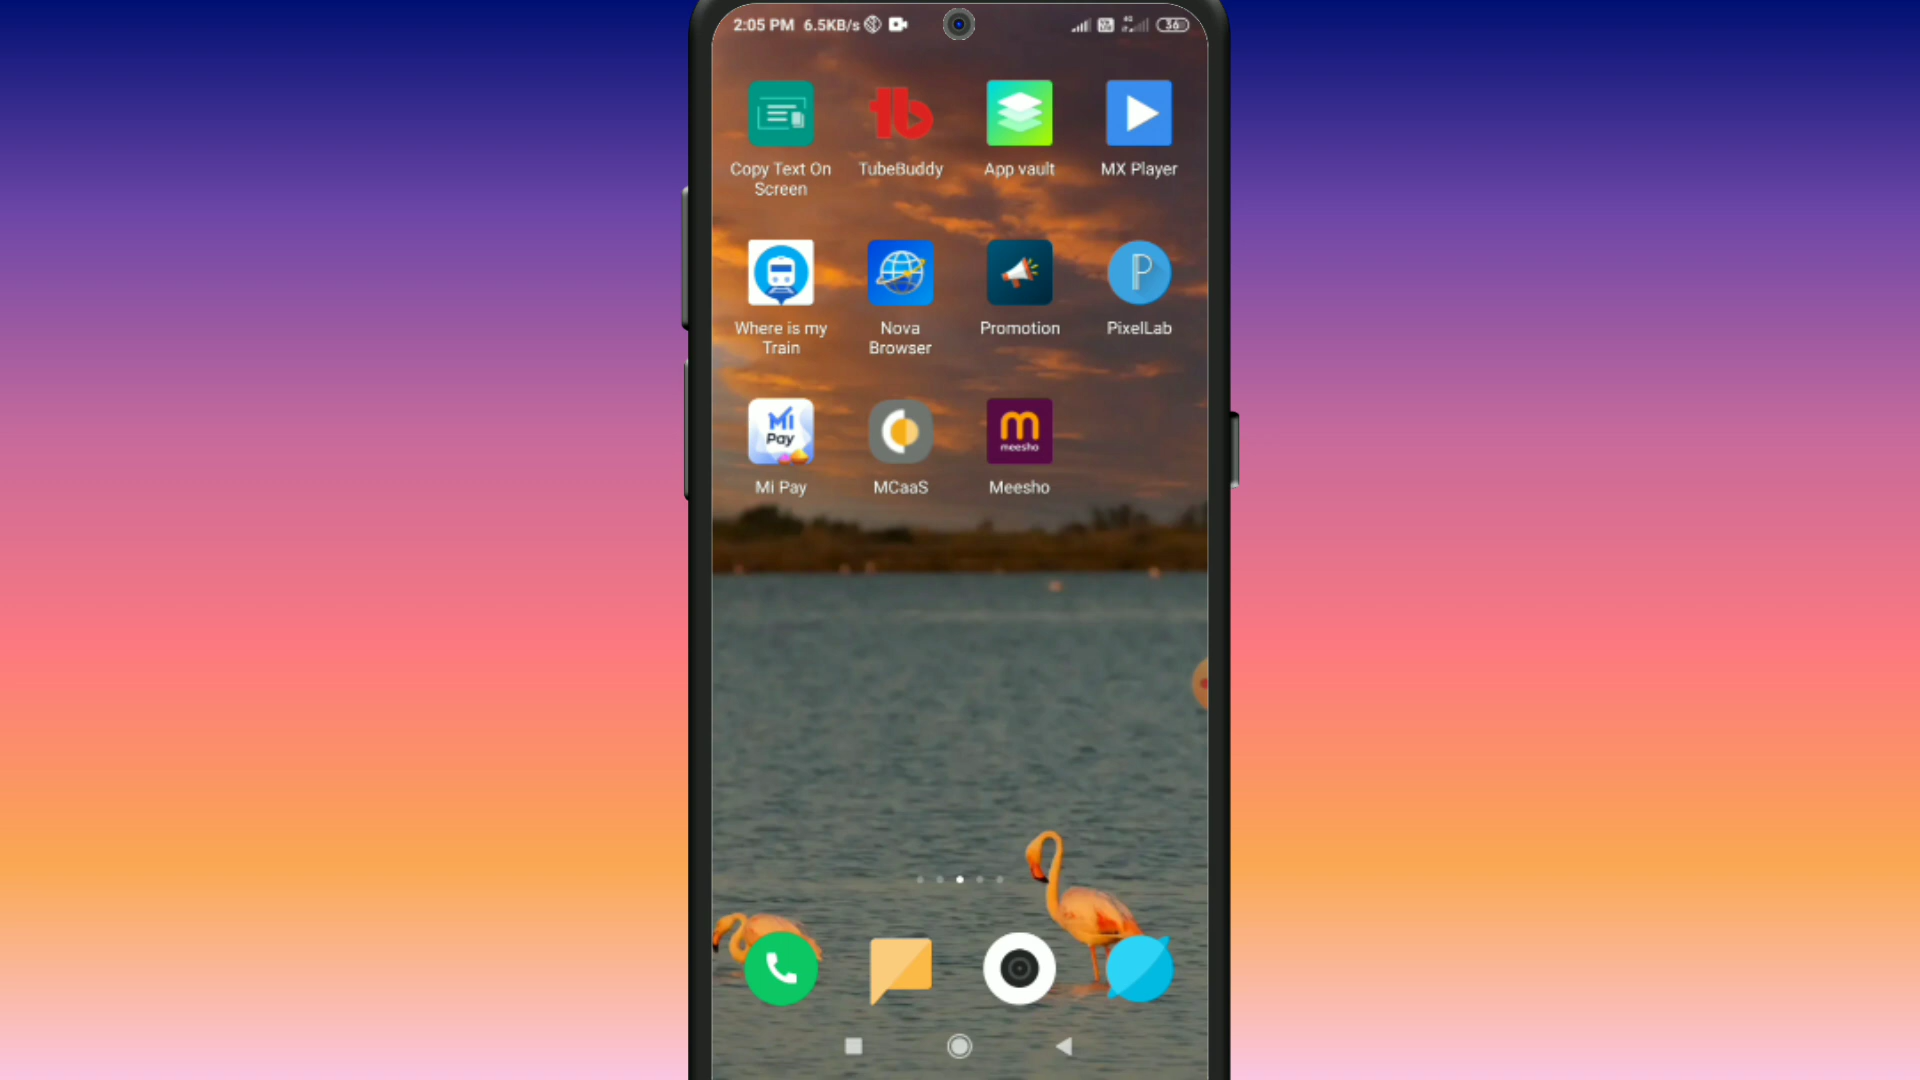 2:05 PM 6.5KB/s 36
tb
Copy Text On
Screen
TubeBuddy
App vault
MX Player
P
Where is my
Train
Nova
Browser
Promotion
PixelLab
Mi
Pay
m
meesho
Mi Pay
MCaaS
Meesho